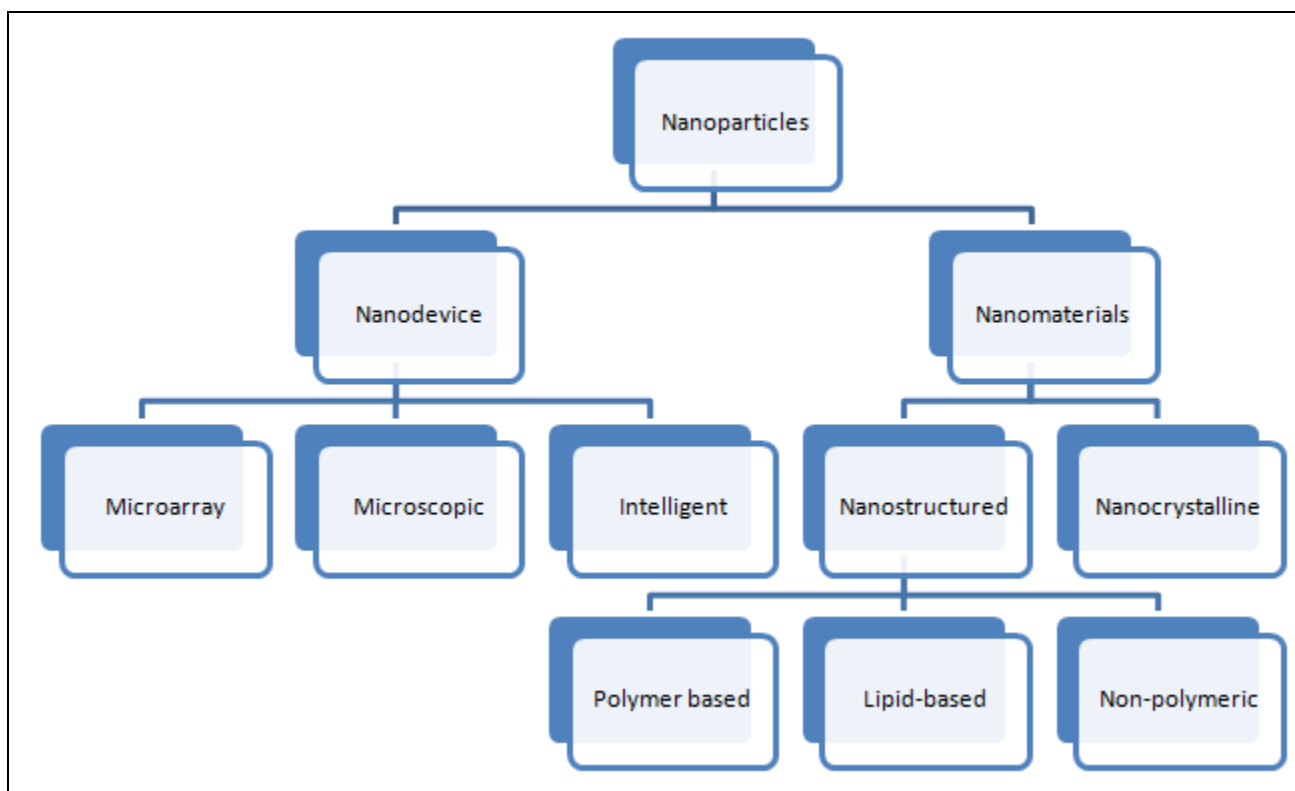 Nanoparticles
Nanodevice
Nanomaterials
Microarray
Microscopic
Intelligent
Nanostructured
Nanocrystalline
Polymer based
Lipid-based
Non-polymeric